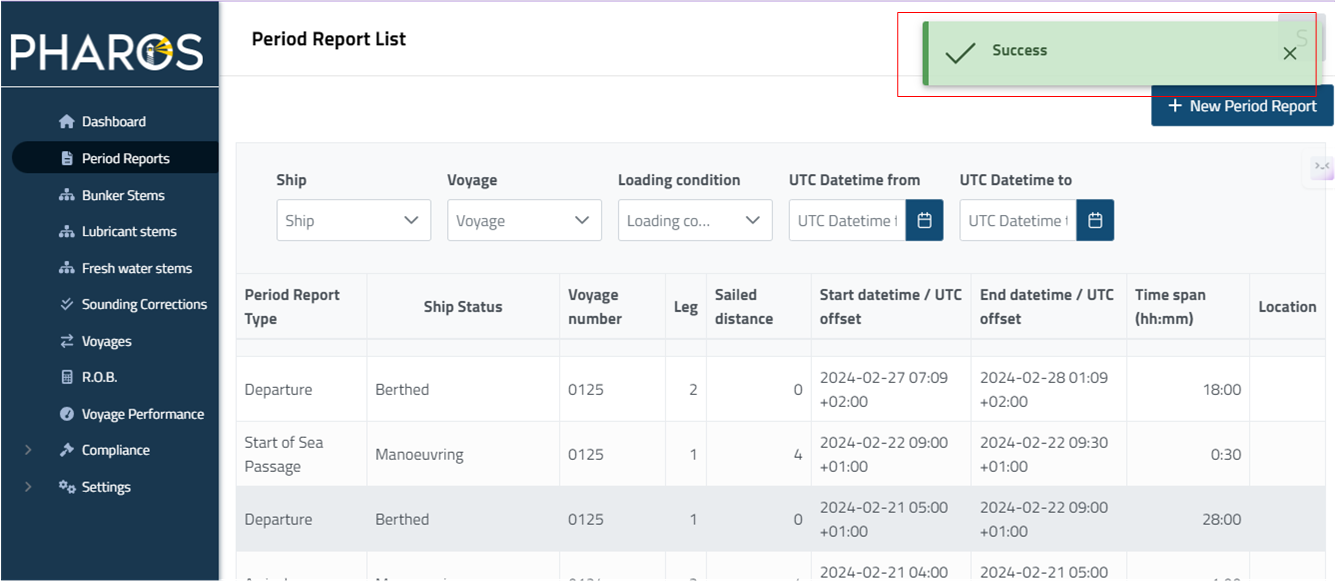 PHAROS
Period Report List
Success
S
+ New Period Report
Dashboard
Period Reports
Bunker Stems
Lubricant stems
Fresh water stems
Sounding Corrections
Voyages
R.O.B.
Voyage Performance
Compliance
Settings
Ship Voyage Loading condition UTC Datetime from UTC Datetime to
Ship Voyage Loading co... UTC Datetime UTC Datetime
Period Report Type Ship Status Voyage number Leg Sailed distance Start datetime / UTC offset End datetime / UTC offset Time span (hh:mm) Location
Departure Berthed 0125 2 0 2024-02-27 07:09 +02:00 2024-02-28 01:09 +02:00 18:00
Start of Sea Passage Manoeuvring 0125 1 4 2024-02-22 09:00 +01:00 2024-02-22 09:30 +01:00 0:30
Departure Berthed 0125 1 0 2024-02-21 05:00 +01:00 2024-02-22 09:00 +01:00 28:00
2024-02-21 04:00 2024-02-21 05:00